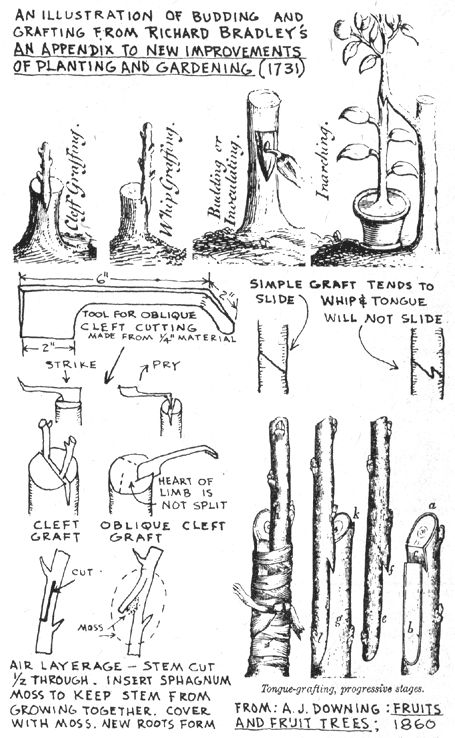 AN ILLUSTRATION OF BUDDING AND
GRAFTING FROM RICHARD BRADLEY'S
AN APPENDIX TO NEW IMPROVEMENTS
OF PLANTING AND GARDENING (1731)
Cleft Graffing.
Whip Graffing.
Budding or
Inoculating.
Inarching.
6"
2"
TOOL FOR OBLIQUE
CLEFT CUTTING
MADE FROM ¼" MATERIAL
2"
SIMPLE GRAFT TENDS TO
SLIDE
WHIP & TONGUE
WILL NOT SLIDE
STRIKE
PRY
HEART OF
LIMB IS
NOT SPLIT
CLEFT
GRAFT
OBLIQUE CLEFT
GRAFT
CUT
MOSS
AIR LAYERAGE – STEM CUT
½ THROUGH. INSERT SPHAGNUM
MOSS TO KEEP STEM FROM
GROWING TOGETHER. COVER
WITH MOSS. NEW ROOTS FORM
k
a
f
g
b
e
Tongue-grafting, progressive stages.
FROM: A.J. DOWNING: FRUITS
AND FRUIT TREES; 1860